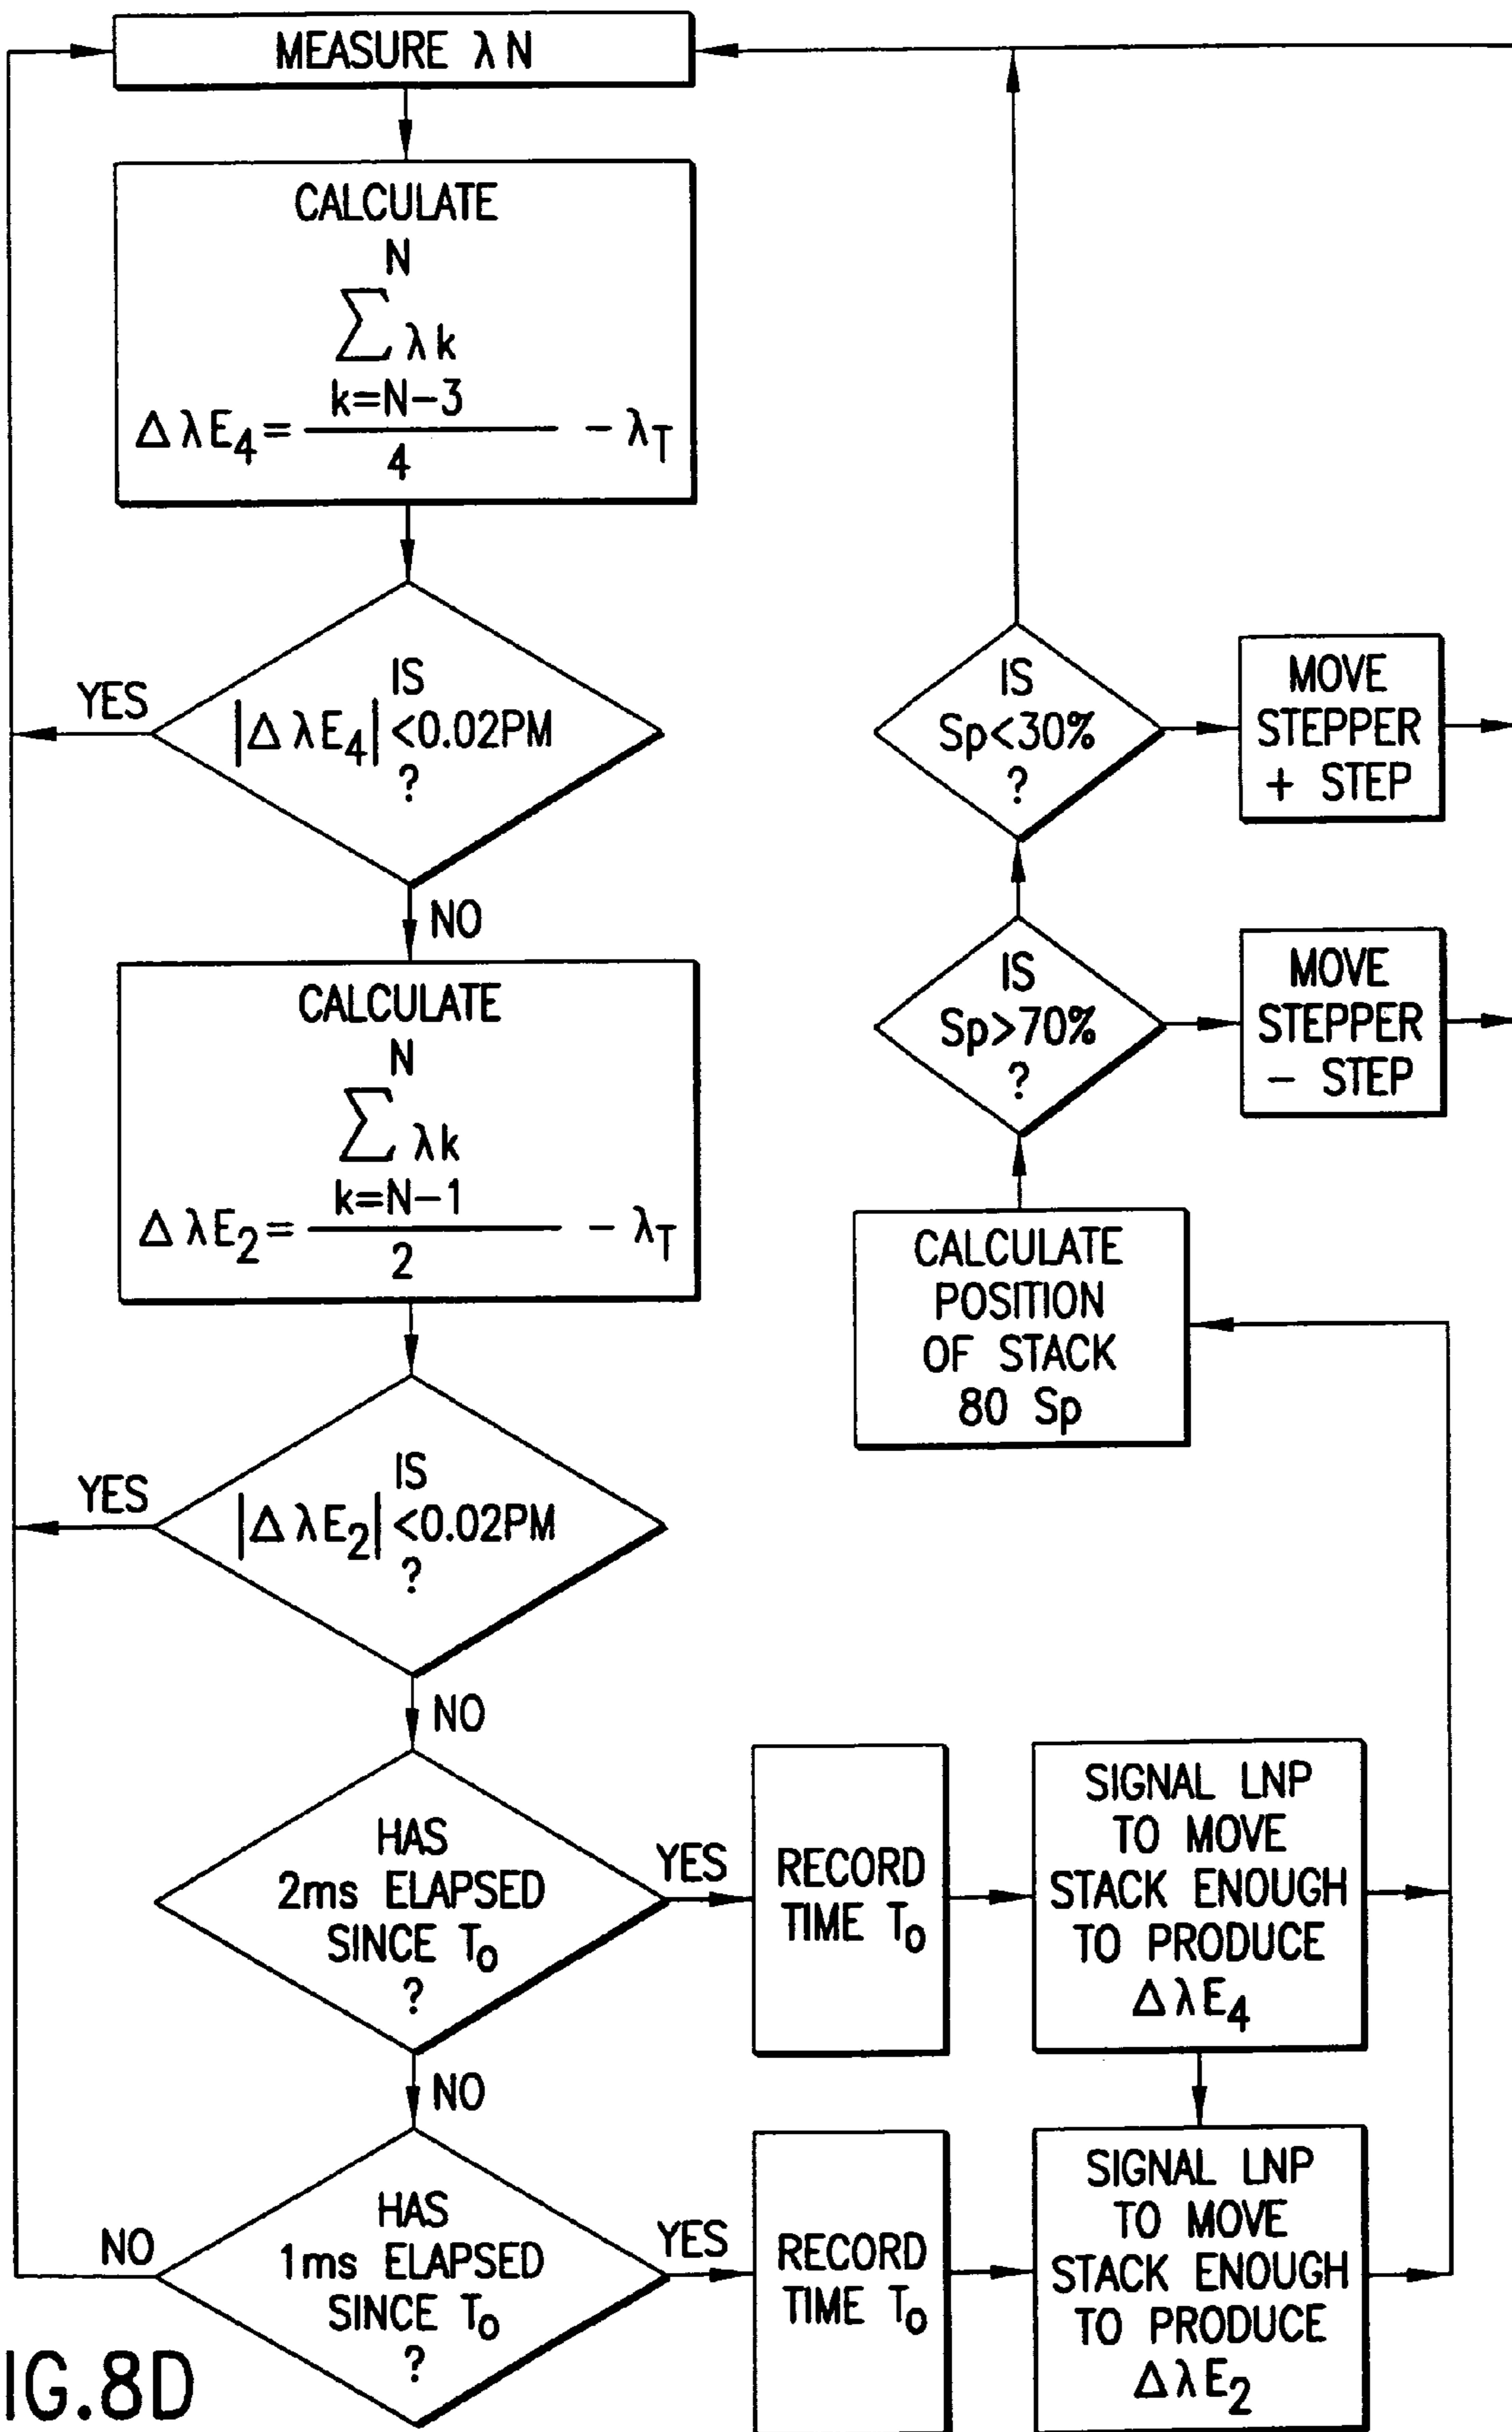 MEASURE λ N
CALCULATE
N
∑ λk
k=N-3
ΔλE₄= ――― - λT
4
IS
|ΔλE₄|<0.02PM
?
YES
NO
CALCULATE
N
∑ λk
k=N-1
ΔλE₂= ――― - λT
2
IS
|ΔλE₂|<0.02PM
?
YES
NO
HAS
2ms ELAPSED
SINCE T₀
?
YES
NO
RECORD
TIME T₀
SIGNAL LNP
TO MOVE
STACK ENOUGH
TO PRODUCE
ΔλE₄
HAS
1ms ELAPSED
SINCE T₀
?
NO
YES
RECORD
TIME T₀
SIGNAL LNP
TO MOVE
STACK ENOUGH
TO PRODUCE
ΔλE₂
CALCULATE
POSITION
OF STACK
80 Sp
IS
Sp>70%
?
MOVE
STEPPER
- STEP
IS
Sp<30%
?
MOVE
STEPPER
+ STEP
IG.8D